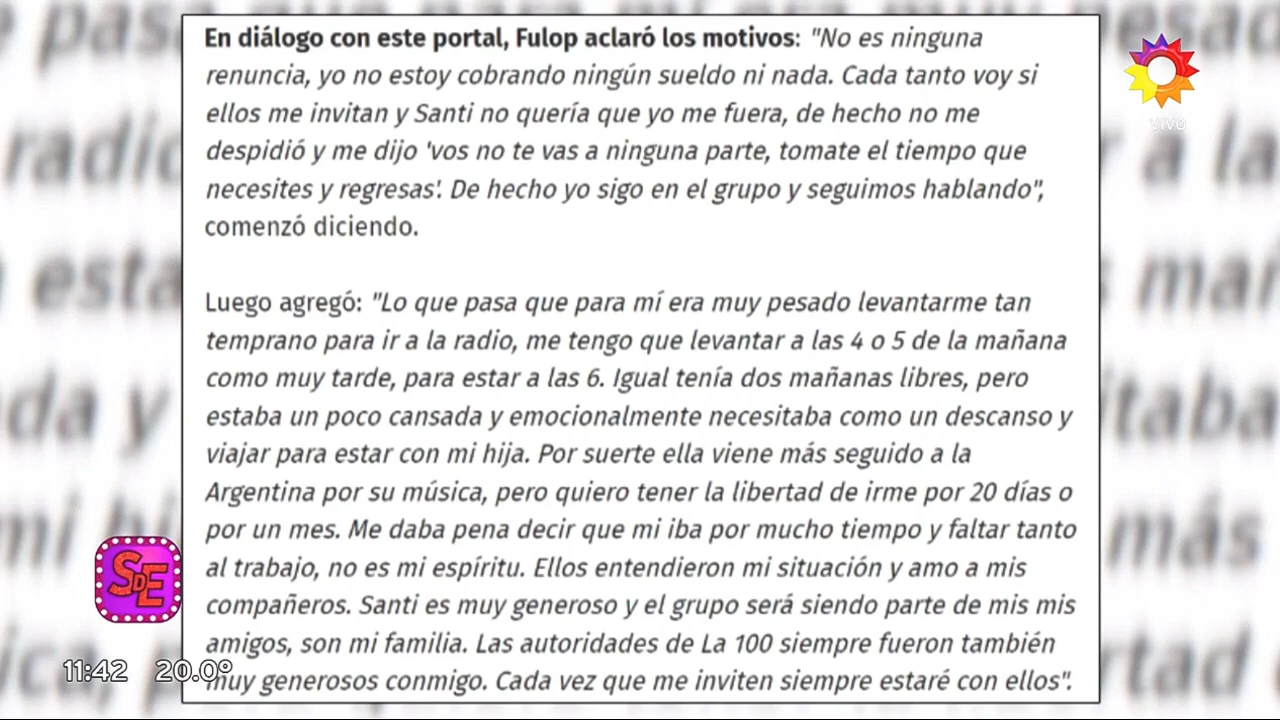 En diálogo con este portal, Fulop aclaró los motivos: "No es ninguna
renuncia, yo no estoy cobrando ningún sueldo ni nada. Cada tanto voy si
ellos me invitan y Santi no quería que yo me fuera, de hecho no me
despidió y me dijo 'vos no te vas a ninguna parte, tomate el tiempo que
necesites y regresas'. De hecho yo sigo en el grupo y seguimos hablando",
comenzó diciendo.
Luego agregó: "Lo que pasa que para mí era muy pesado levantarme tan
temprano para ir a la radio, me tengo que levantar a las 4 o 5 de la mañana
como muy tarde, para estar a las 6. Igual tenía dos mañanas libres, pero
estaba un poco cansada y emocionalmente necesitaba como un descanso y
viajar para estar con mi hija. Por suerte ella viene más seguido a la
Argentina por su música, pero quiero tener la libertad de irme por 20 días o
por un mes. Me daba pena decir que mi iba por mucho tiempo y faltar tanto
al trabajo, no es mi espíritu. Ellos entendieron mi situación y amo a mis
compañeros. Santi es muy generoso y el grupo será siendo parte de mis mis
amigos, son mi familia. Las autoridades de La 100 siempre fueron también
muy generosos conmigo. Cada vez que me inviten siempre estaré con ellos".
VIVO
SDE
11:42 20.0°